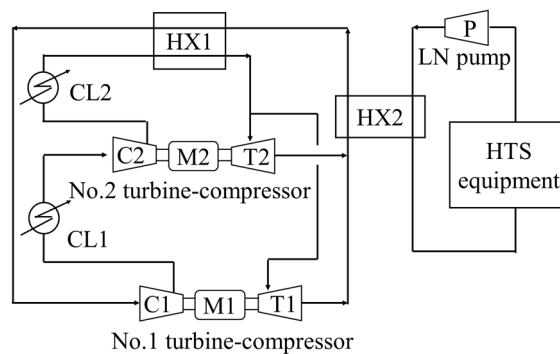 HX1
P
LN pump
CL2
HX2
C2
M2
T2
HTS
equipment
No.2 turbine-compressor
CL1
C1
M1
T1
No.1 turbine-compressor